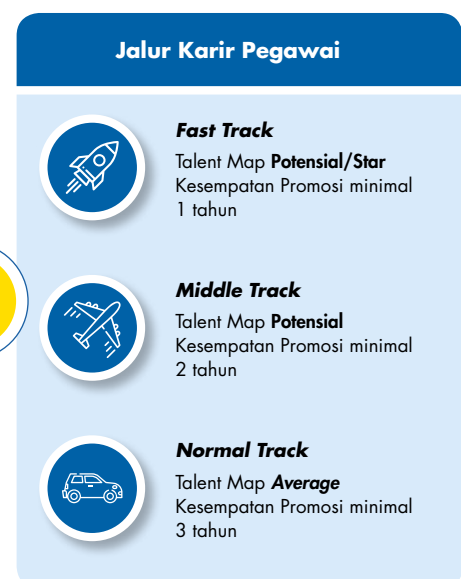 Jalur Karir Pegawai
Fast Track
Talent Map Potensial/Star
Kesempatan Promosi minimal
1 tahun
Middle Track
Talent Map Potensial
Kesempatan Promosi minimal
2 tahun
Normal Track
Talent Map Average
Kesempatan Promosi minimal
3 tahun